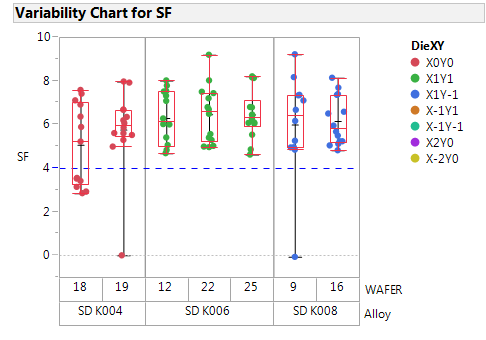 Variability Chart for SF
10
8
6
4
2
0
SF
18 19 12 22 25 9 16 WAFER
SD K004 SD K006 SD K008 Alloy
DieXY
X0Y0
X1Y1
X1Y-1
X-1Y1
X-1Y-1
X2Y0
X-2Y0